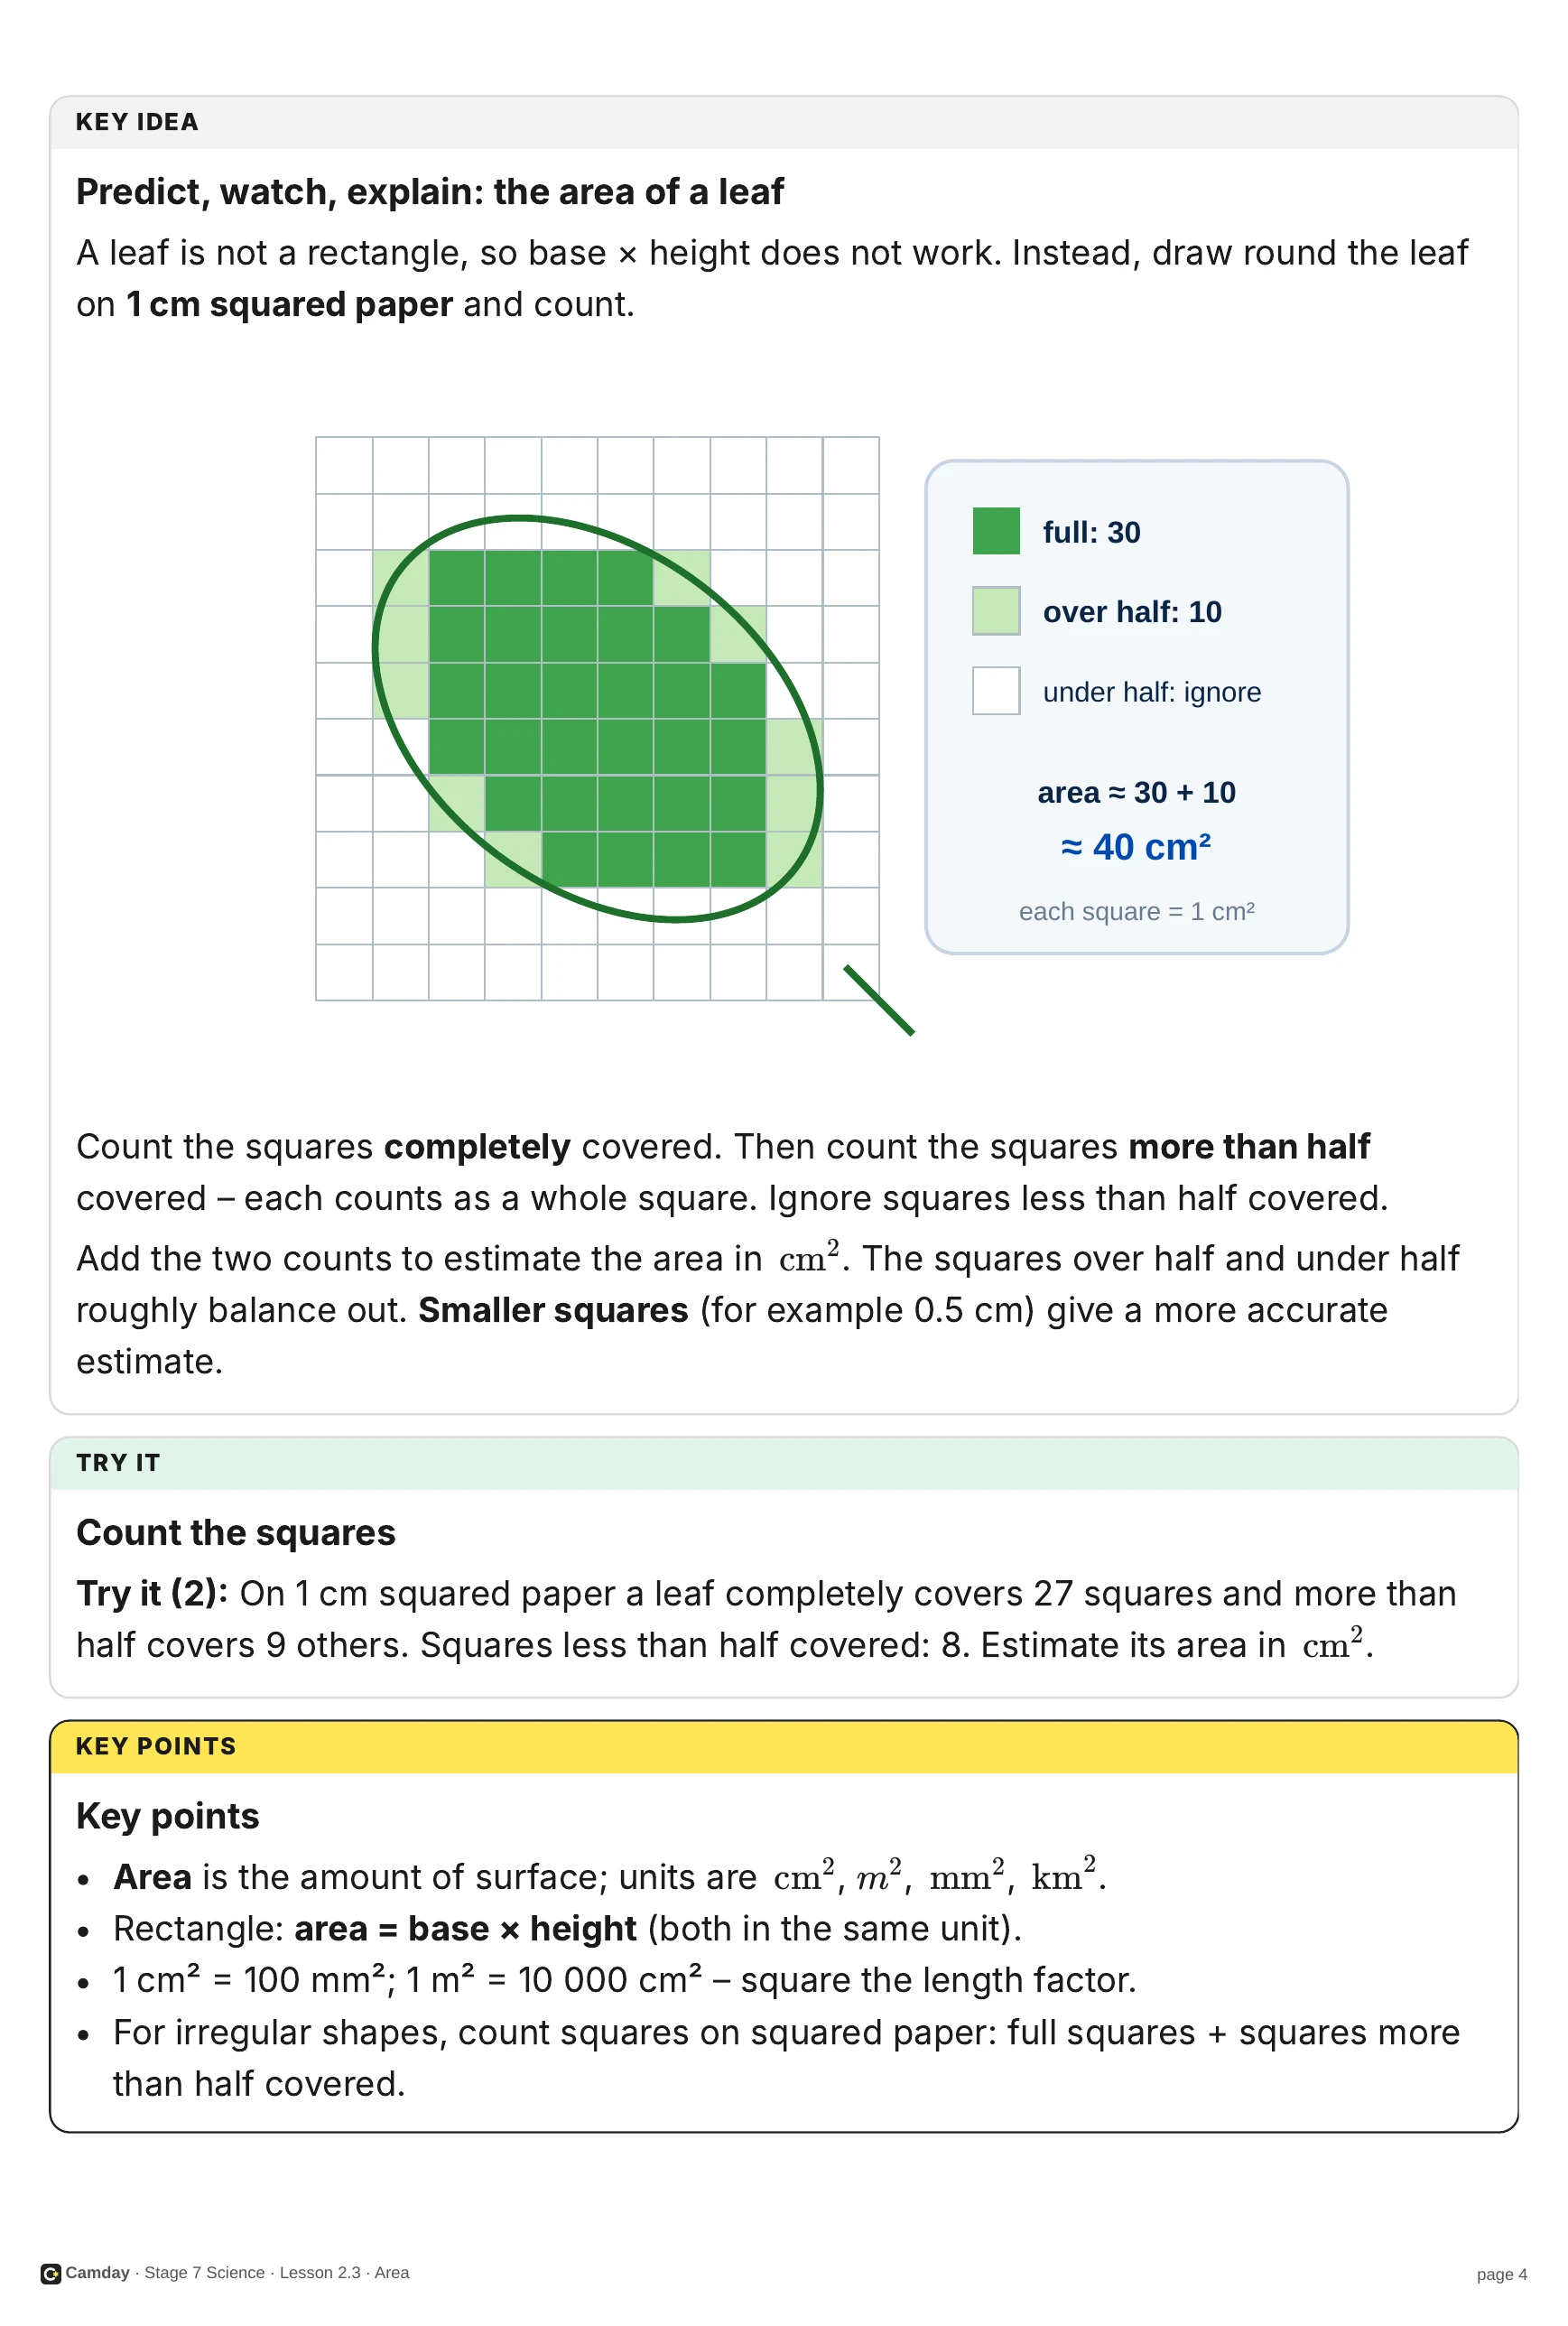 KEY IDEA
Predict, watch, explain: the area of a leaf
A leaf is not a rectangle, so base × height does not work. Instead, draw round the leaf
on 1 cm squared paper and count.
full: 30
over half: 10
under half: ignore
area ≈ 30 + 10
≈ 40 cm²
each square = 1 cm²
Count the squares completely covered. Then count the squares more than half
covered – each counts as a whole square. Ignore squares less than half covered.
Add the two counts to estimate the area in cm². The squares over half and under half
roughly balance out. Smaller squares (for example 0.5 cm) give a more accurate
estimate.
TRY IT
Count the squares
Try it (2): On 1 cm squared paper a leaf completely covers 27 squares and more than
half covers 9 others. Squares less than half covered: 8. Estimate its area in cm².
KEY POINTS
Key points
• Area is the amount of surface; units are cm², m², mm², km².
• Rectangle: area = base × height (both in the same unit).
• 1 cm² = 100 mm²; 1 m² = 10 000 cm² – square the length factor.
• For irregular shapes, count squares on squared paper: full squares + squares more
than half covered.
Camday · Stage 7 Science · Lesson 2.3 · Area
page 4